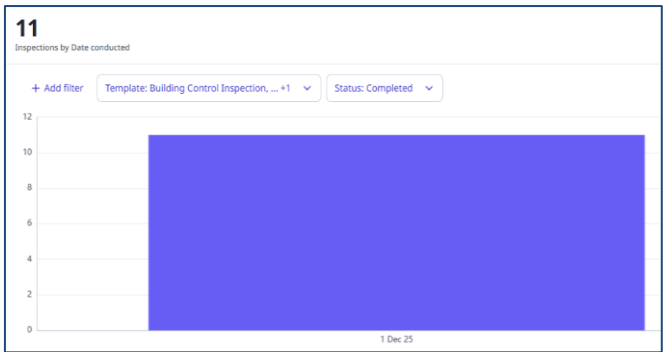 11
Inspections by Date conducted
+ Add filter
Template: Building Control Inspection, ... +1
Status: Completed
12
10
8
6
4
2
0
1 Dec 25